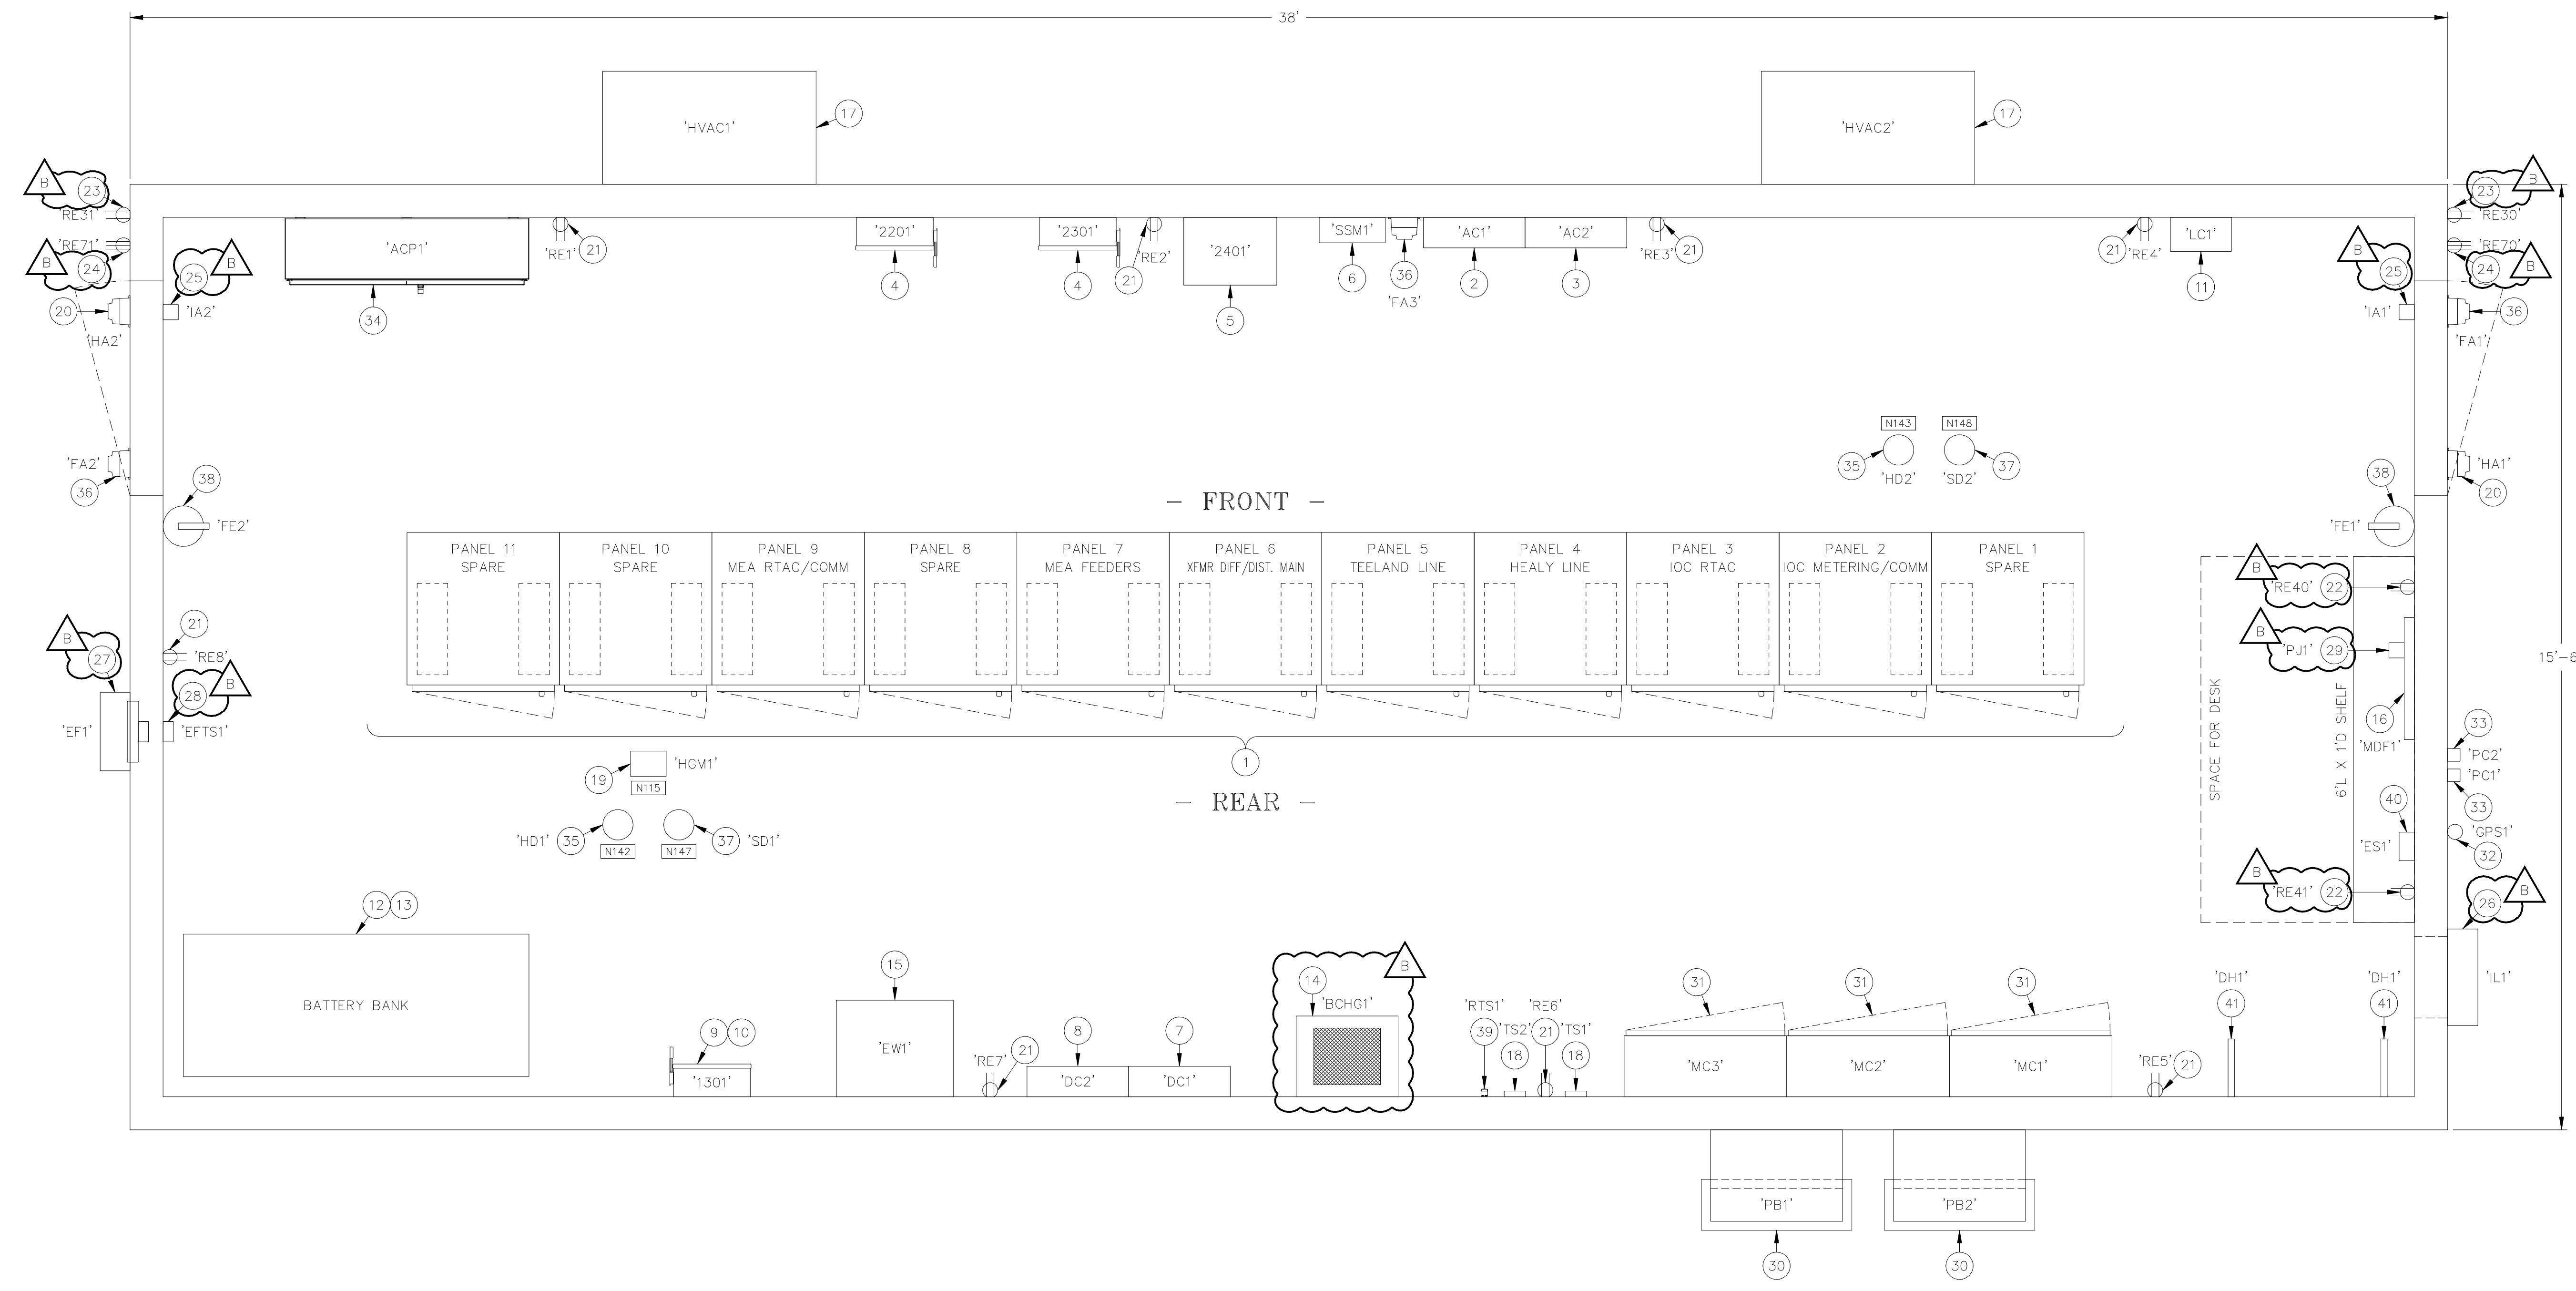 38'
'HVAC1'
17
'HVAC2'
17
B
23
'RE31'
B
23
'RE30'
'RE71'
B
24
'RE70'
24
B
B
25
'IA2'
20
'HA2'
'ACP1'
34
'RE1'
21
'2201'
4
'2301'
4
'RE2'
21
'2401'
5
'SSM1'
6
36
'FA3'
'AC1'
2
'AC2'
3
'RE3'
21
21
'RE4'
'LC1'
11
B
25
'IA1'
36
'FA1'
N143
N148
35
'HD2'
'SD2'
37
'FA2'
36
38
'FE2'
38
'FE1'
'HA1'
20
- FRONT -
PANEL 11
SPARE
PANEL 10
SPARE
PANEL 9
MEA RTAC/COMM
PANEL 8
SPARE
PANEL 7
MEA FEEDERS
PANEL 6
XFMR DIFF/DIST. MAIN
PANEL 5
TEELAND LINE
PANEL 4
HEALY LINE
PANEL 3
IOC RTAC
PANEL 2
IOC METERING/COMM
PANEL 1
SPARE
B
'RE40'
22
B
'PJ1'
29
15'-6
B
27
21
'RE8'
B
28
'EF1'
'EFTS1'
SPACE FOR DESK
6'L X 1'D SHELF
16
'MDF1'
33
'PC2'
'PC1'
33
1
'HGM1'
19
N115
- REAR -
'HD1'
35
N142
37
'SD1'
N147
40
'ES1'
'GPS1'
32
B
'RE41'
22
B
26
'IL1'
12
13
BATTERY BANK
9
10
'1301'
15
'EW1'
'RE7'
21
8
'DC2'
7
'DC1'
B
14
'BCHG1'
'RTS1'
39
'TS2'
18
'RE6'
21
'TS1'
18
31
'MC3'
31
'MC2'
31
'MC1'
'RE5'
21
'DH1'
41
'DH1'
41
'PB1'
30
'PB2'
30